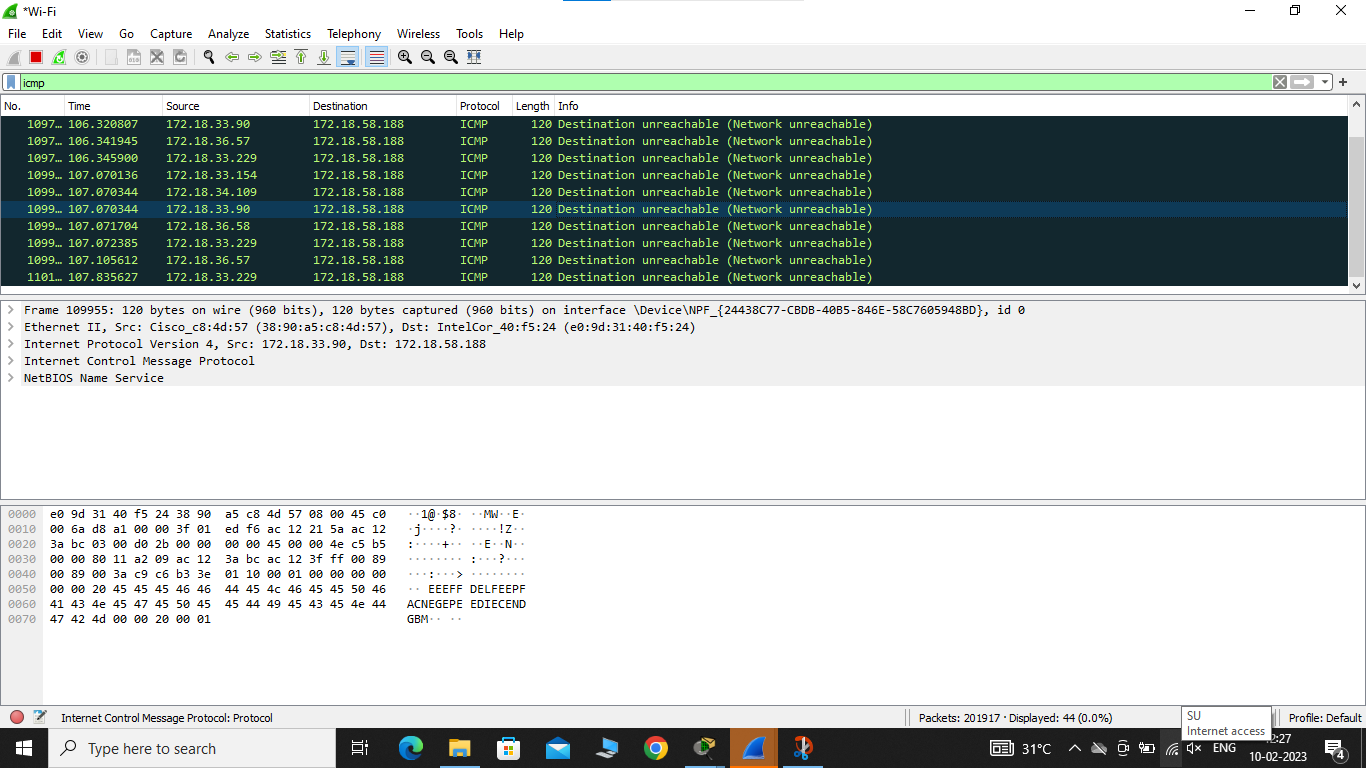 *Wi-Fi
File Edit View Go Capture Analyze Statistics Telephony Wireless Tools Help
icmp
No. Time Source Destination Protocol Length Info
1097… 106.320807 172.18.33.90 172.18.58.188 ICMP 120 Destination unreachable (Network unreachable)
1097… 106.341945 172.18.36.57 172.18.58.188 ICMP 120 Destination unreachable (Network unreachable)
1097… 106.345900 172.18.33.229 172.18.58.188 ICMP 120 Destination unreachable (Network unreachable)
1099… 107.070136 172.18.33.154 172.18.58.188 ICMP 120 Destination unreachable (Network unreachable)
1099… 107.070344 172.18.34.109 172.18.58.188 ICMP 120 Destination unreachable (Network unreachable)
1099… 107.070344 172.18.33.90 172.18.58.188 ICMP 120 Destination unreachable (Network unreachable)
1099… 107.071704 172.18.36.58 172.18.58.188 ICMP 120 Destination unreachable (Network unreachable)
1099… 107.072385 172.18.33.229 172.18.58.188 ICMP 120 Destination unreachable (Network unreachable)
1099… 107.105612 172.18.36.57 172.18.58.188 ICMP 120 Destination unreachable (Network unreachable)
1101… 107.835627 172.18.33.229 172.18.58.188 ICMP 120 Destination unreachable (Network unreachable)
Frame 109955: 120 bytes on wire (960 bits), 120 bytes captured (960 bits) on interface \Device\NPF_{24438C77-CBDB-40B5-846E-58C7605948BD}, id 0
Ethernet II, Src: Cisco_c8:4d:57 (38:90:a5:c8:4d:57), Dst: IntelCor_40:f5:24 (e0:9d:31:40:f5:24)
Internet Protocol Version 4, Src: 172.18.33.90, Dst: 172.18.58.188
Internet Control Message Protocol
NetBIOS Name Service
0000 e0 9d 31 40 f5 24 38 90 a5 c8 4d 57 08 00 45 c0 ··1@·$8· ··MW··E·
0010 00 6a d8 a1 00 00 3f 01 ed f6 ac 12 21 5a ac 12 ·j····?· ····!Z··
0020 3a bc 03 00 d0 2b 00 00 00 00 45 00 00 4e c5 b5 :····+·· ··E··N··
0030 00 00 80 11 a2 09 ac 12 3a bc ac 12 3f ff 00 89 ········ :···?···
0040 00 89 00 3a c9 c6 b3 3e 01 10 00 01 00 00 00 00 ···:···> ········
0050 00 00 20 45 45 45 46 46 44 45 4c 46 45 45 50 46 ·· EEEFF DELFEEPF
0060 41 43 4e 45 47 45 50 45 45 44 49 45 43 45 4e 44 ACNEGEPE EDIECEND
0070 47 42 4d 00 00 20 00 01 GBM·· ··
Internet Control Message Protocol: Protocol
Packets: 201917 · Displayed: 44 (0.0%)
Profile: Default
SU
Internet access
Type here to search
31°C
ENG
:27
10-02-2023
4